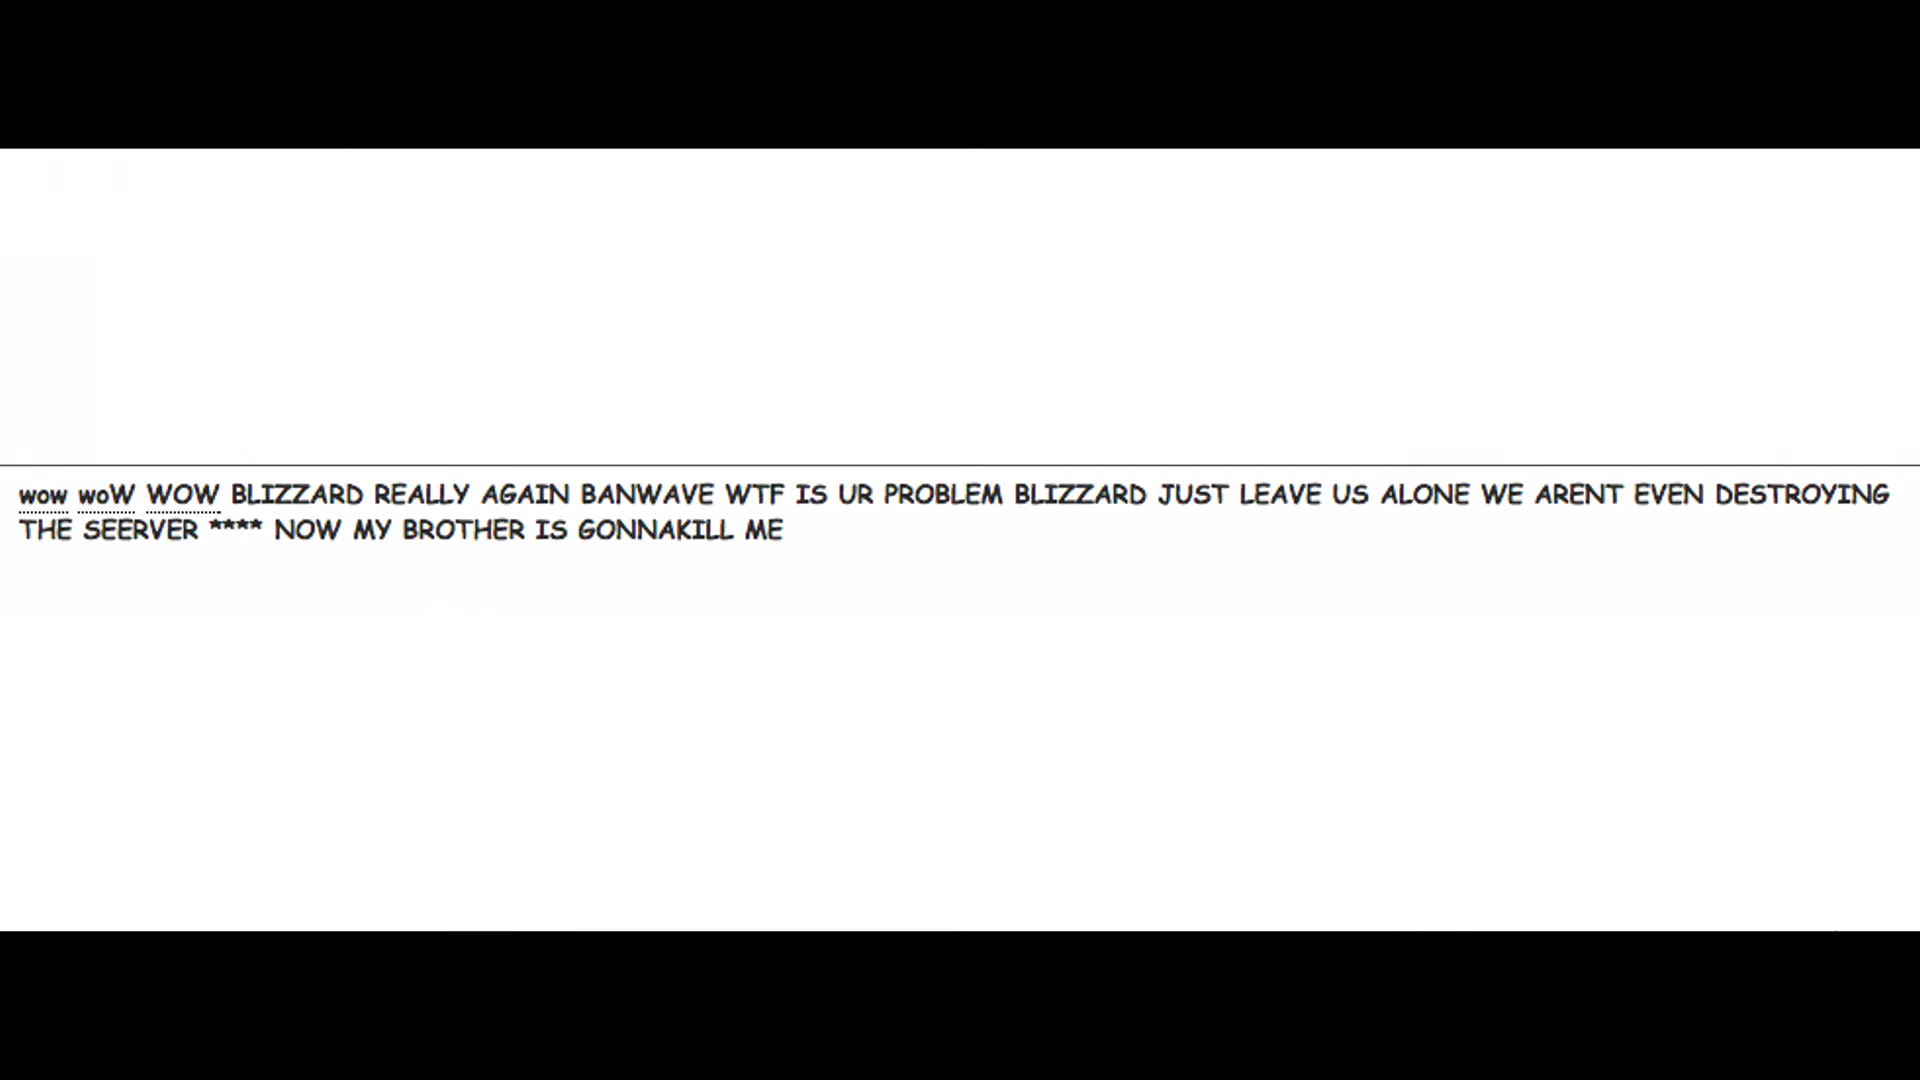 wow woW WOW BLIZZARD REALLY AGAIN BANWAVE WTF IS UR PROBLEM BLIZZARD JUST LEAVE US ALONE WE ARENT EVEN DESTROYING
THE SEERVER **** NOW MY BROTHER IS GONNAKILL ME